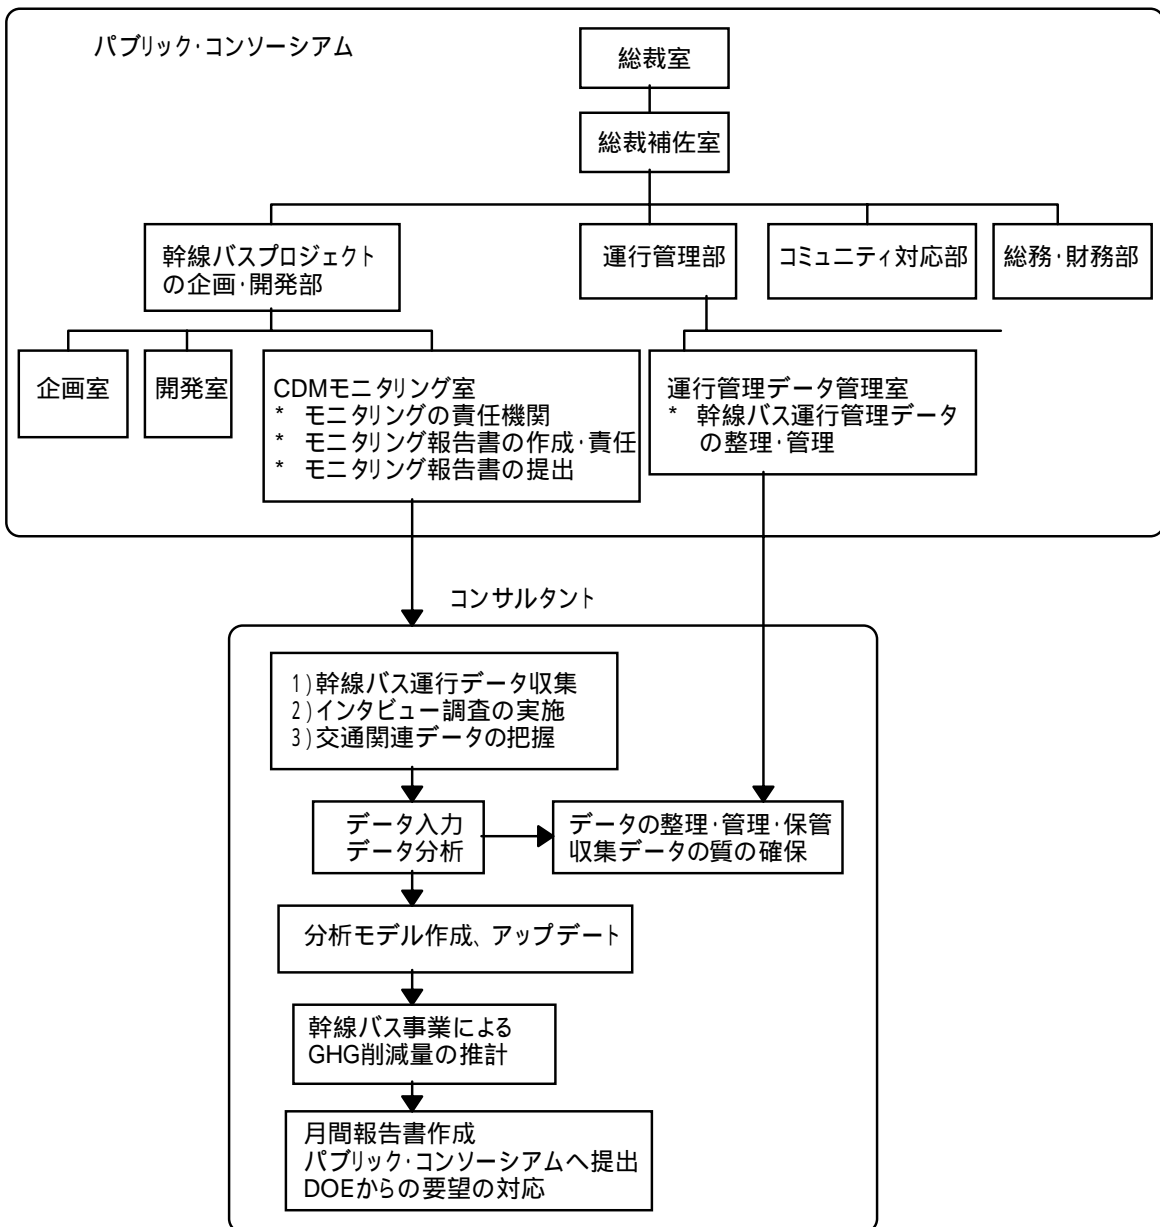 パブリック・コンソーシアム
総裁室
総裁補佐室
幹線バスプロジェクト
の企画・開発部
運行管理部
コミュニティ対応部
総務・財務部
企画室
開発室
CDMモニタリング室
* モニタリングの責任機関
* モニタリング報告書の作成・責任
* モニタリング報告書の提出
運行管理データ管理室
* 幹線バス運行管理データ
の整理・管理
コンサルタント
1)幹線バス運行データ収集
2)インタビュー調査の実施
3)交通関連データの把握
データ入力
データ分析
データの整理・管理・保管
収集データの質の確保
分析モデル作成、アップデート
幹線バス事業による
GHG削減量の推計
月間報告書作成
パブリック・コンソーシアムへ提出
DOEからの要望の対応